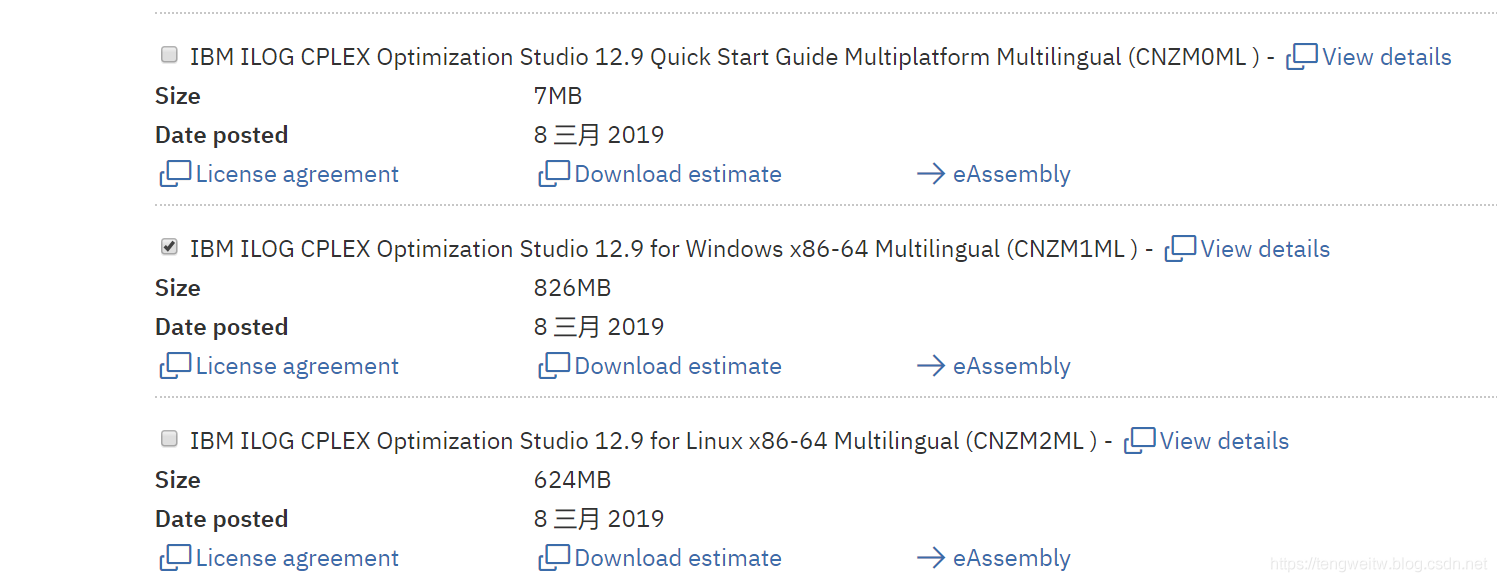 IBM ILOG CPLEX Optimization Studio 12.9 Quick Start Guide Multiplatform Multilingual (CNZM0ML ) - View details
Size 7MB
Date posted 8 三月 2019
License agreement Download estimate eAssembly
IBM ILOG CPLEX Optimization Studio 12.9 for Windows x86-64 Multilingual (CNZM1ML ) - View details
Size 826MB
Date posted 8 三月 2019
License agreement Download estimate eAssembly
IBM ILOG CPLEX Optimization Studio 12.9 for Linux x86-64 Multilingual (CNZM2ML ) - View details
Size 624MB
Date posted 8 三月 2019
License agreement Download estimate eAssembly
https://tengweitw.blog.csdn.net